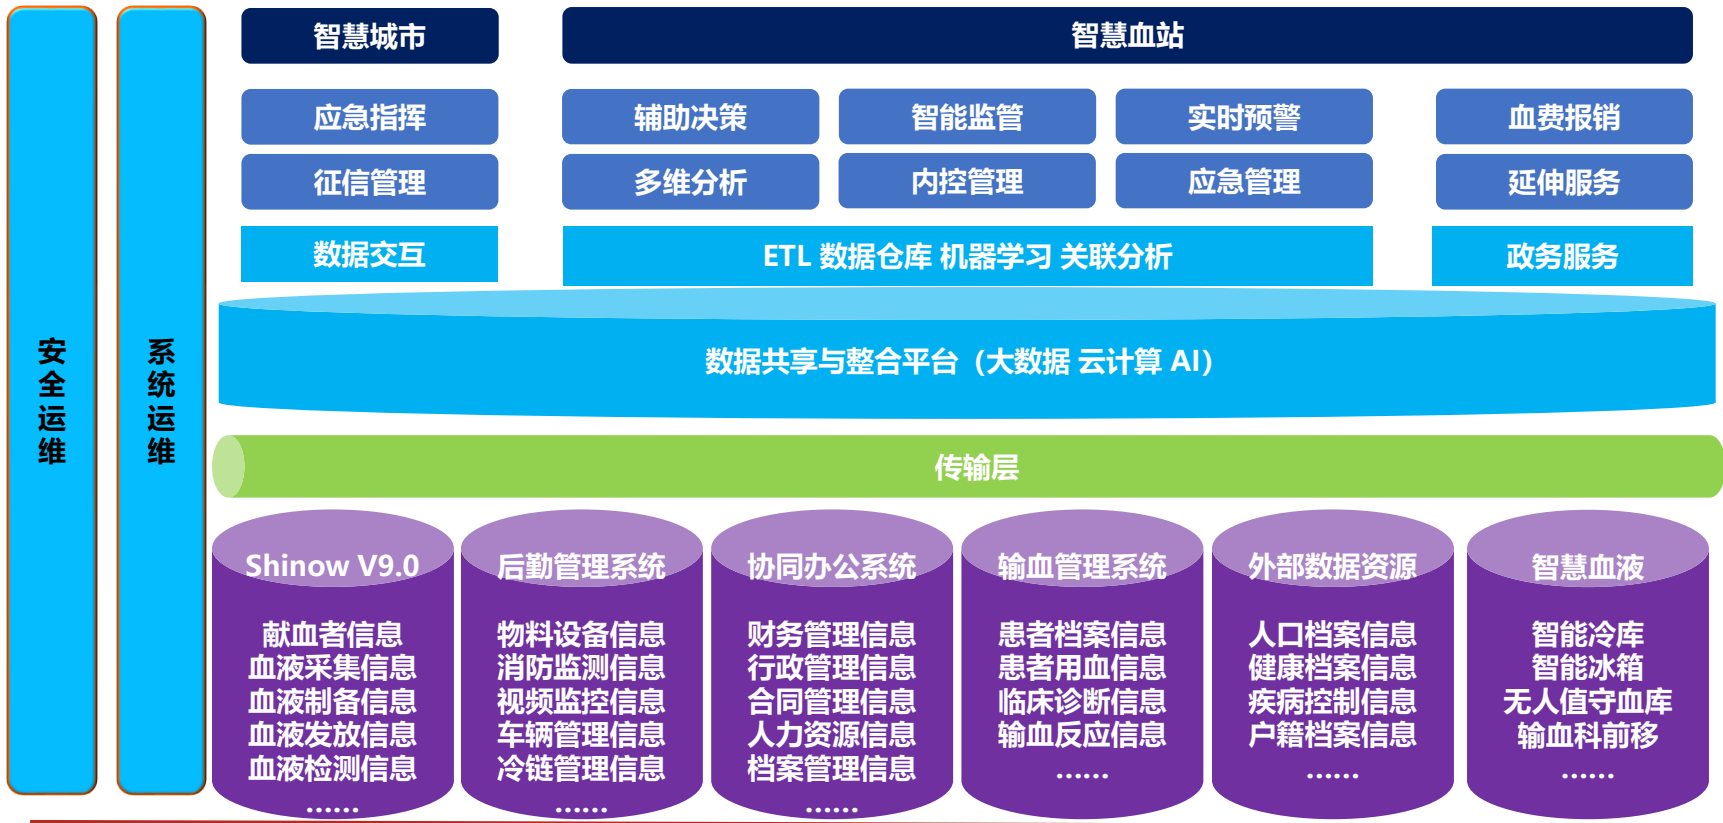 安全运维
系统运维
智慧城市
智慧血站
应急指挥
辅助决策
智能监管
实时预警
血费报销
征信管理
多维分析
内控管理
应急管理
延伸服务
数据交互
ETL 数据仓库 机器学习 关联分析
政务服务
数据共享与整合平台（大数据 云计算 AI）
传输层
Shinow V9.0
献血者信息
血液采集信息
血液制备信息
血液发放信息
血液检测信息
……
后勤管理系统
物料设备信息
消防监测信息
视频监控信息
车辆管理信息
冷链管理信息
……
协同办公系统
财务管理信息
行政管理信息
合同管理信息
人力资源信息
档案管理信息
……
输血管理系统
患者档案信息
患者用血信息
临床诊断信息
输血反应信息
……
外部数据资源
人口档案信息
健康档案信息
疾病控制信息
户籍档案信息
……
智慧血液
智能冷库
智能冰箱
无人值守血库
输血科前移
……